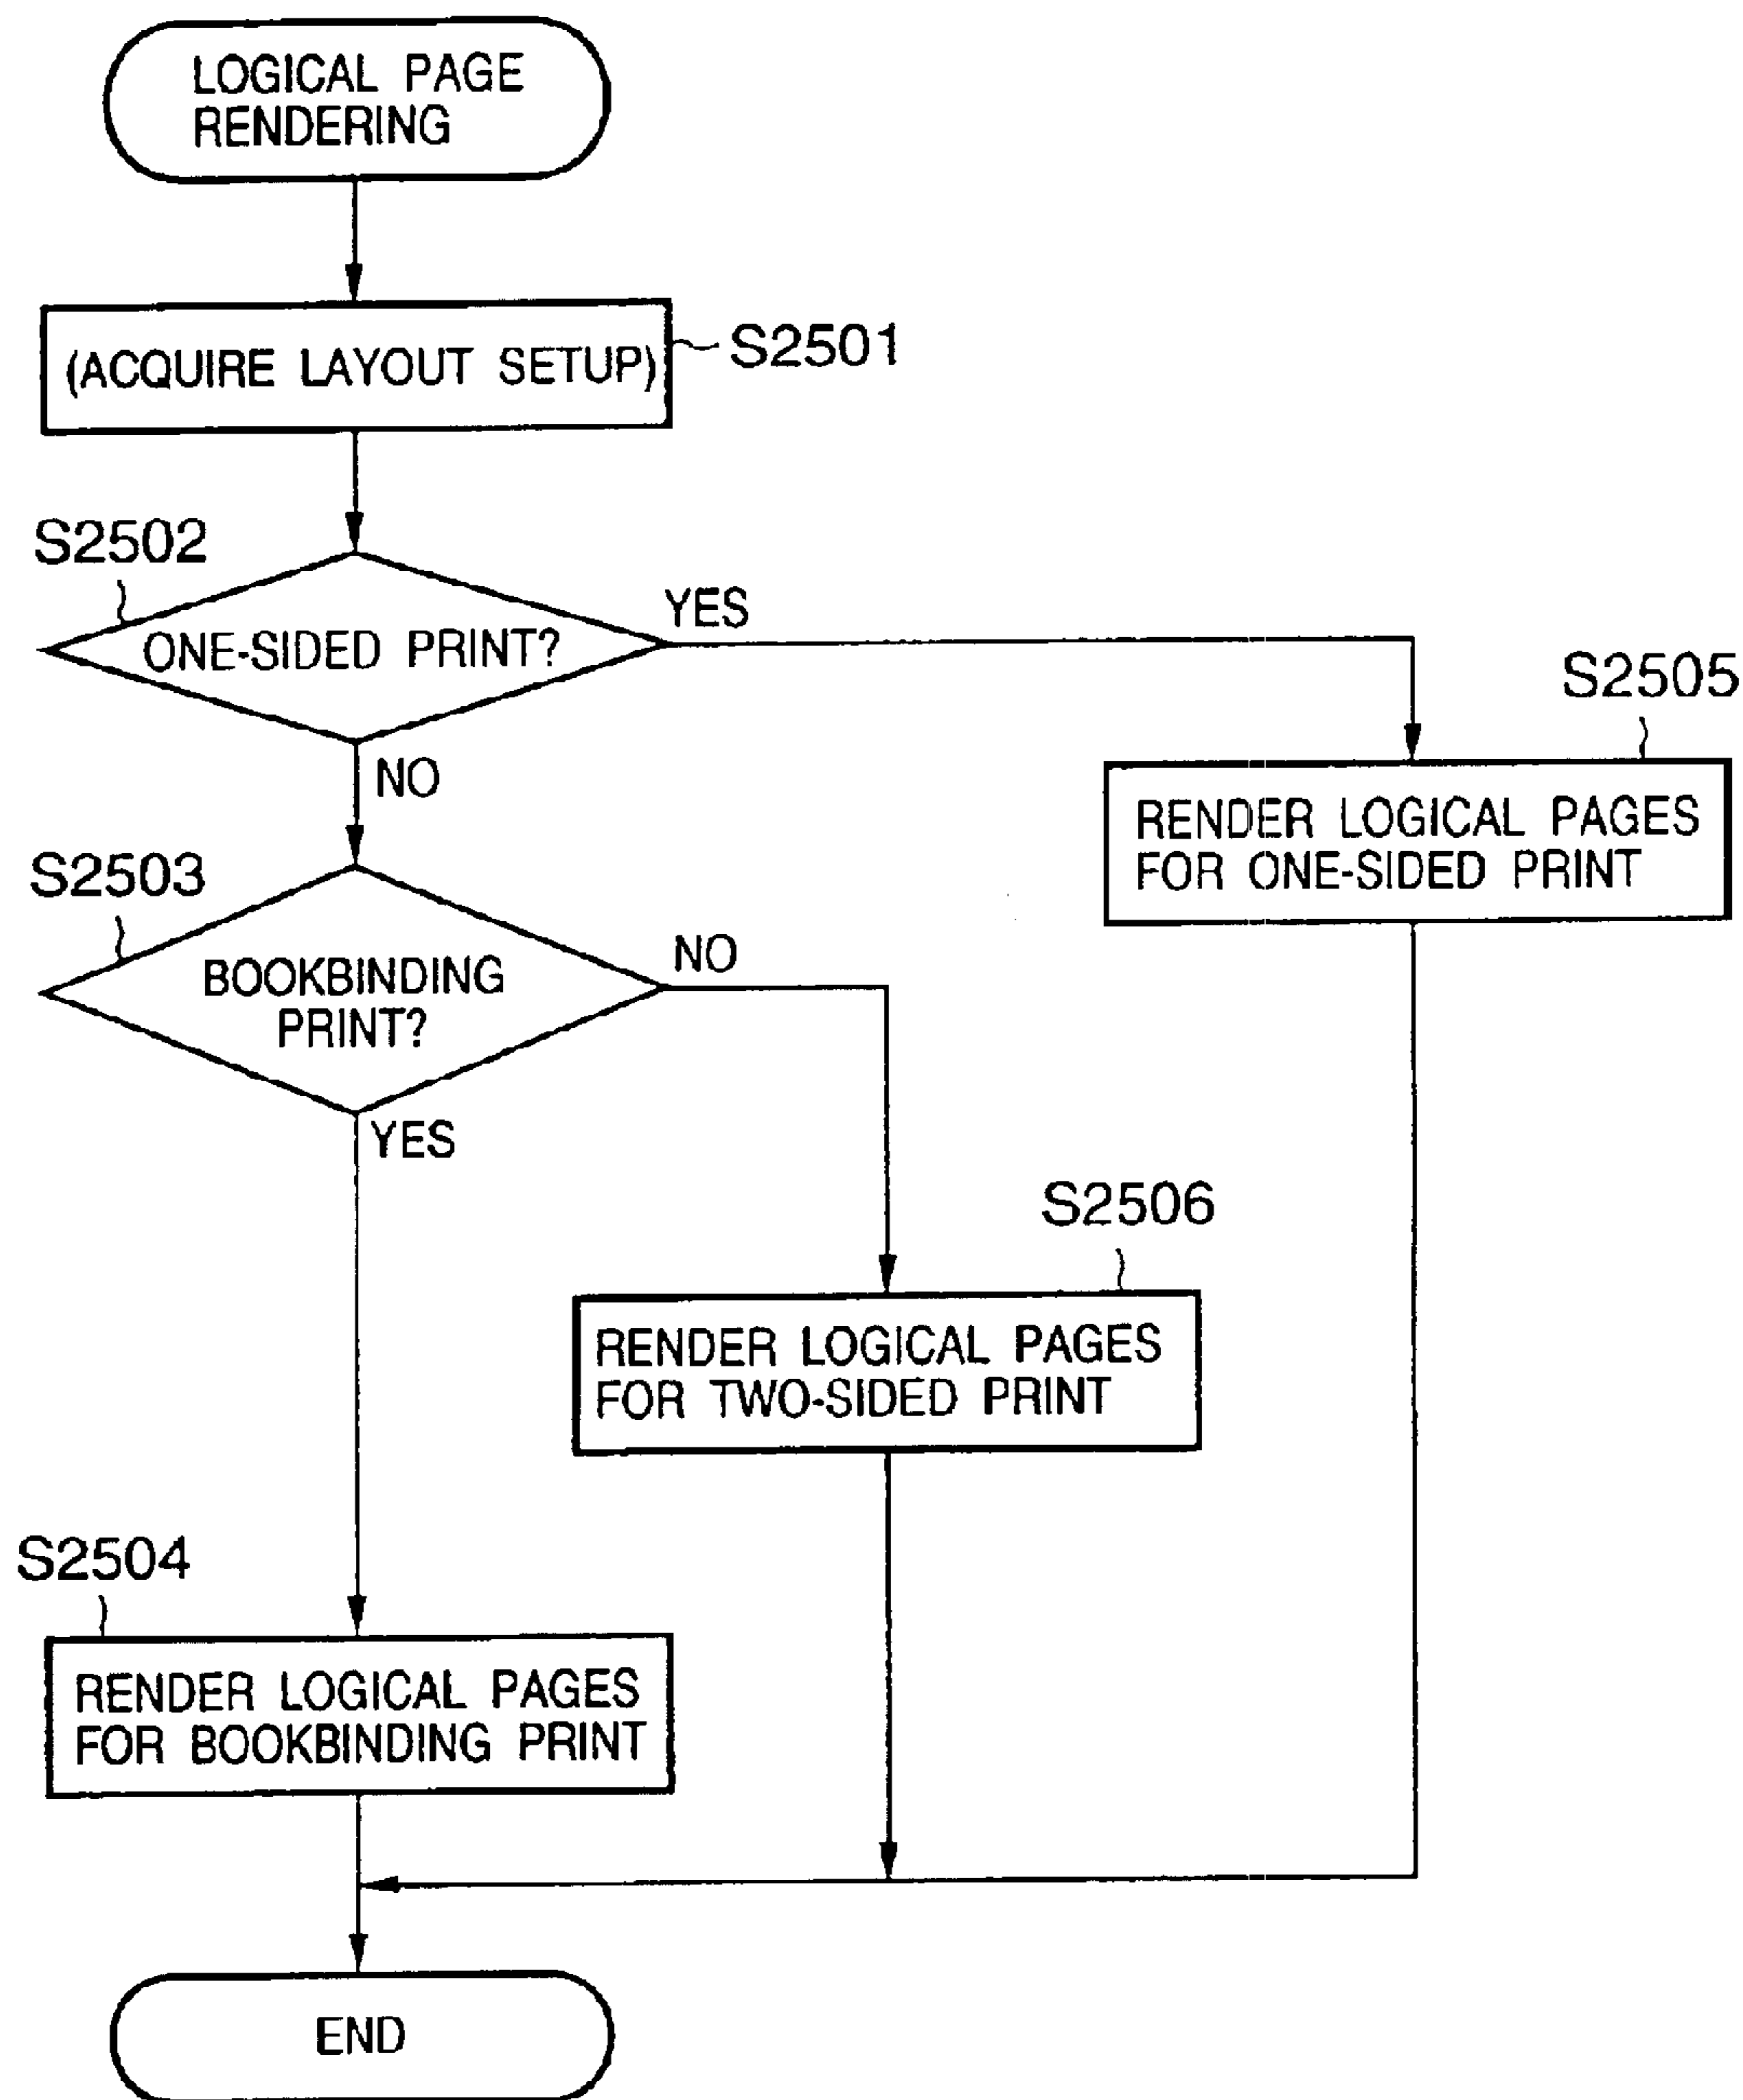 LOGICAL PAGE
RENDERING
(ACQUIRE LAYOUT SETUP)
S2501
S2502
ONE-SIDED PRINT?
YES
NO
S2505
RENDER LOGICAL PAGES
FOR ONE-SIDED PRINT
S2503
BOOKBINDING
PRINT?
NO
YES
S2506
RENDER LOGICAL PAGES
FOR TWO-SIDED PRINT
S2504
RENDER LOGICAL PAGES
FOR BOOKBINDING PRINT
END